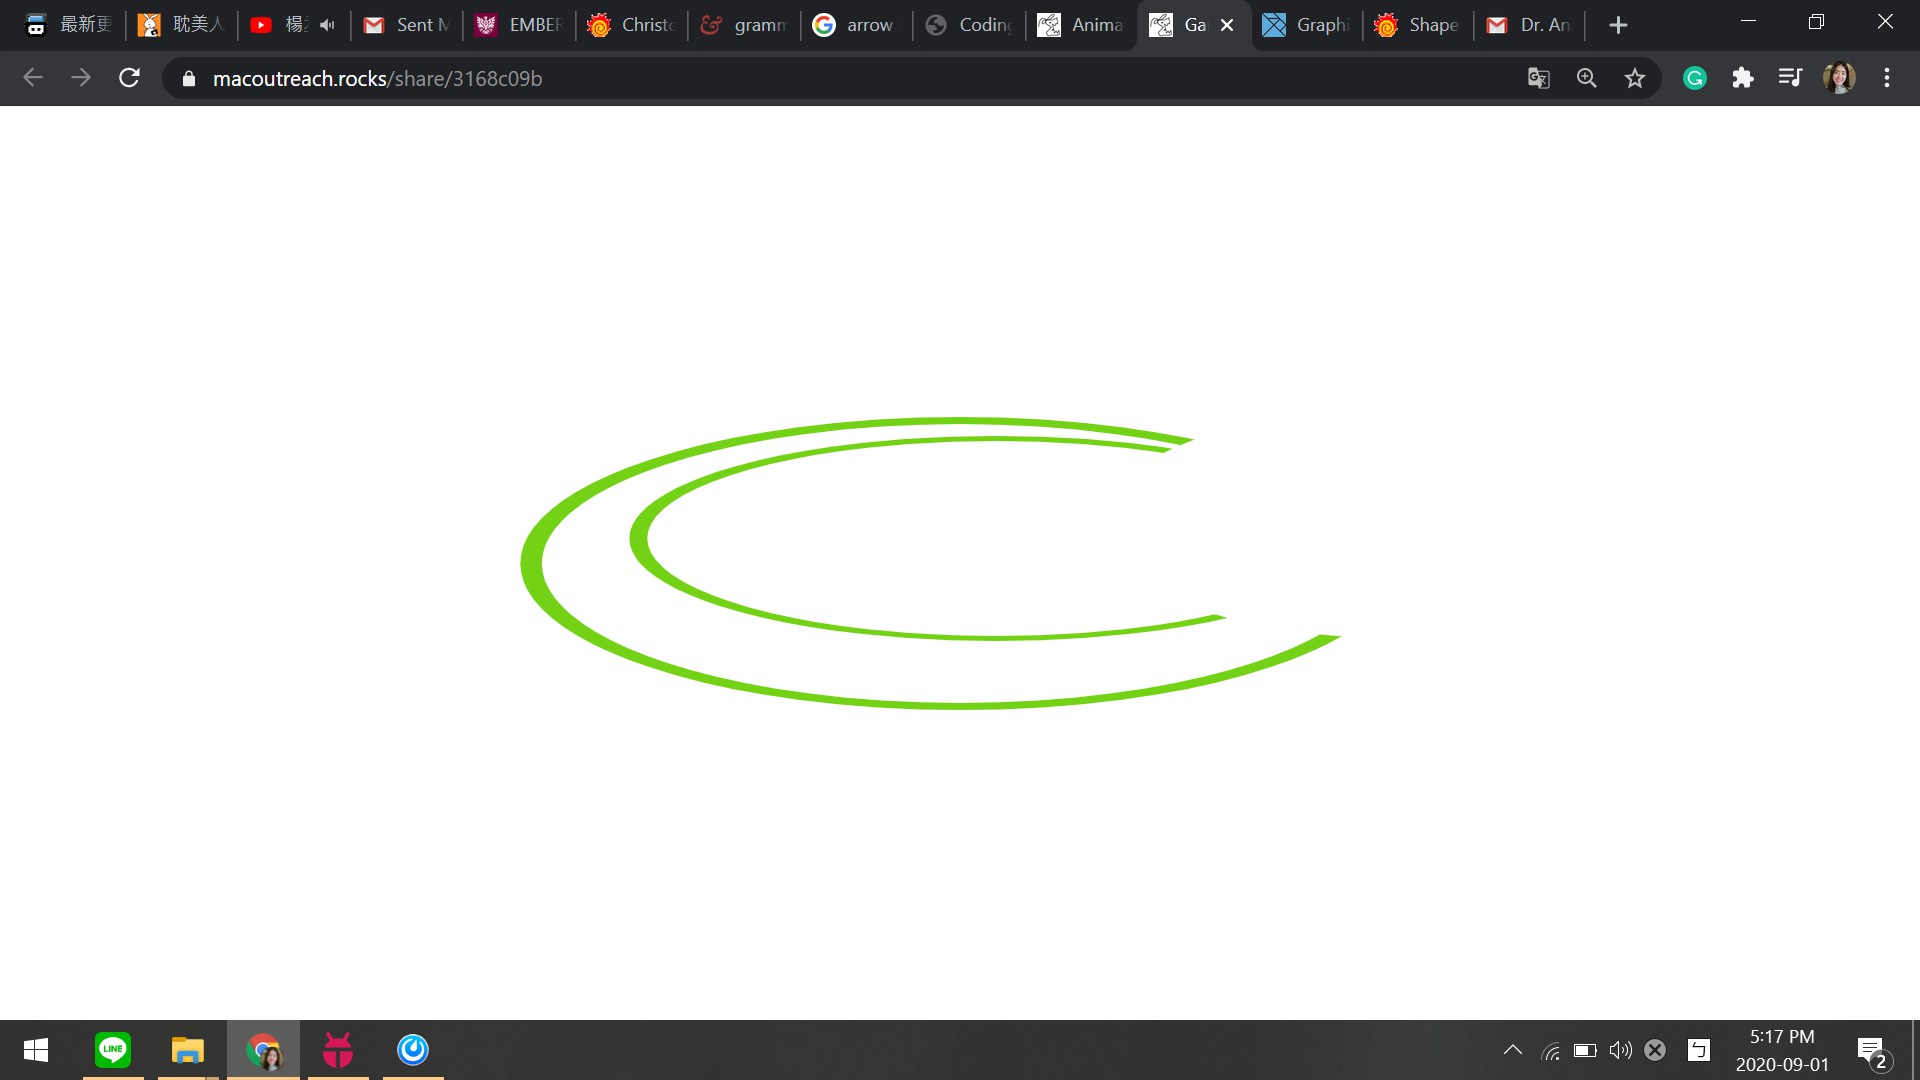 最新更
耽美人
楊
Sent M
EMBER
Christo
gramm
arrow
Coding
Anima
Ga
Graphi
Shape
Dr. An
macoutreach.rocks/share/3168c09b
LINE
ㄅ
5:17 PM
2020-09-01
2